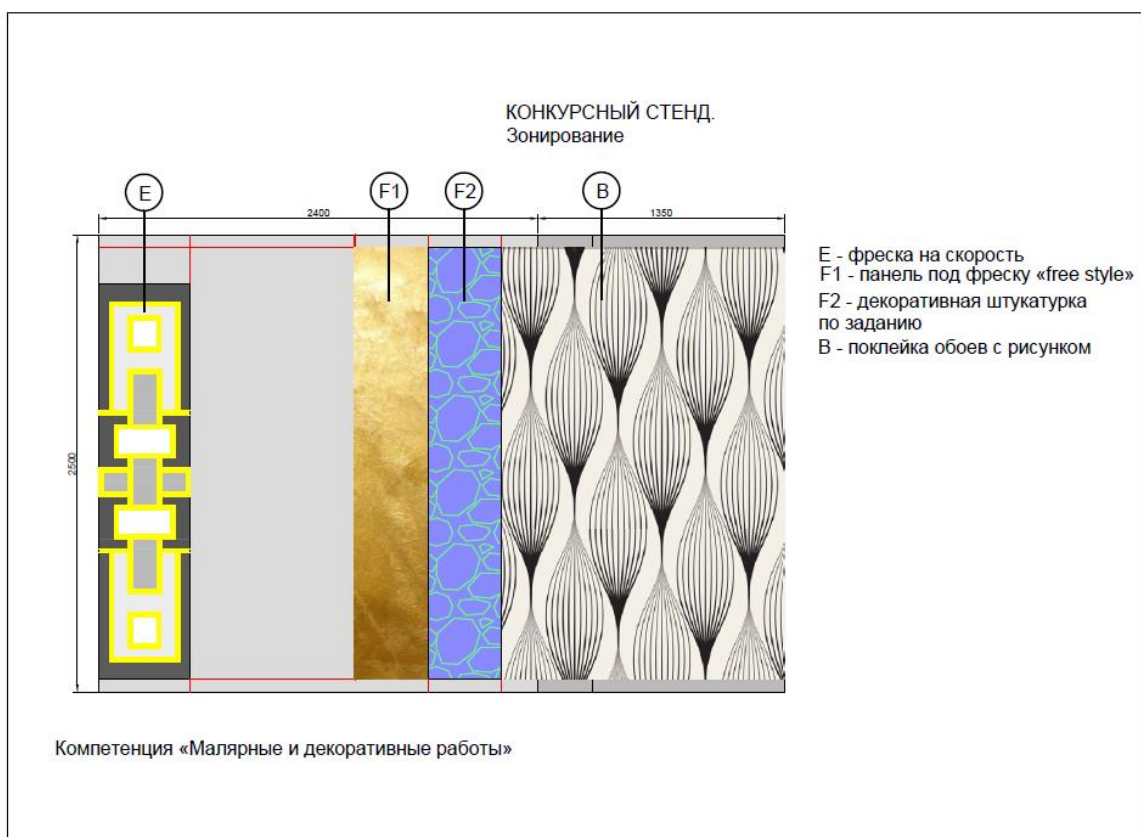 КОНКУРСНЫЙ СТЕНД.
Зонирование
E
F1
F2
B
2400
1350
2500
E - фреска на скорость
F1 - панель под фреску «free style»
F2 - декоративная штукатурка
по заданию
B - поклейка обоев с рисунком
Компетенция «Малярные и декоративные работы»